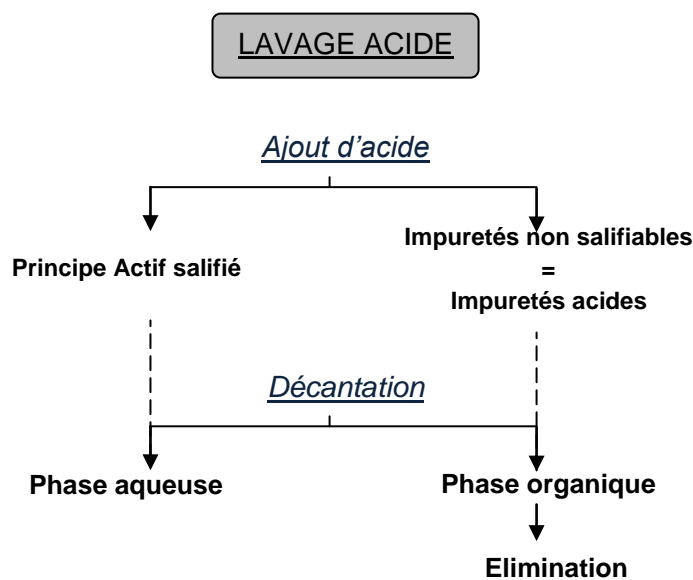 LAVAGE ACIDE
Ajout d’acide
Impuretés non salifiables
Principe Actif salifié
=
Impuretés acides
Décantation
Phase aqueuse
Phase organique
Elimination